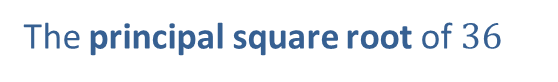 The principal square root of 36